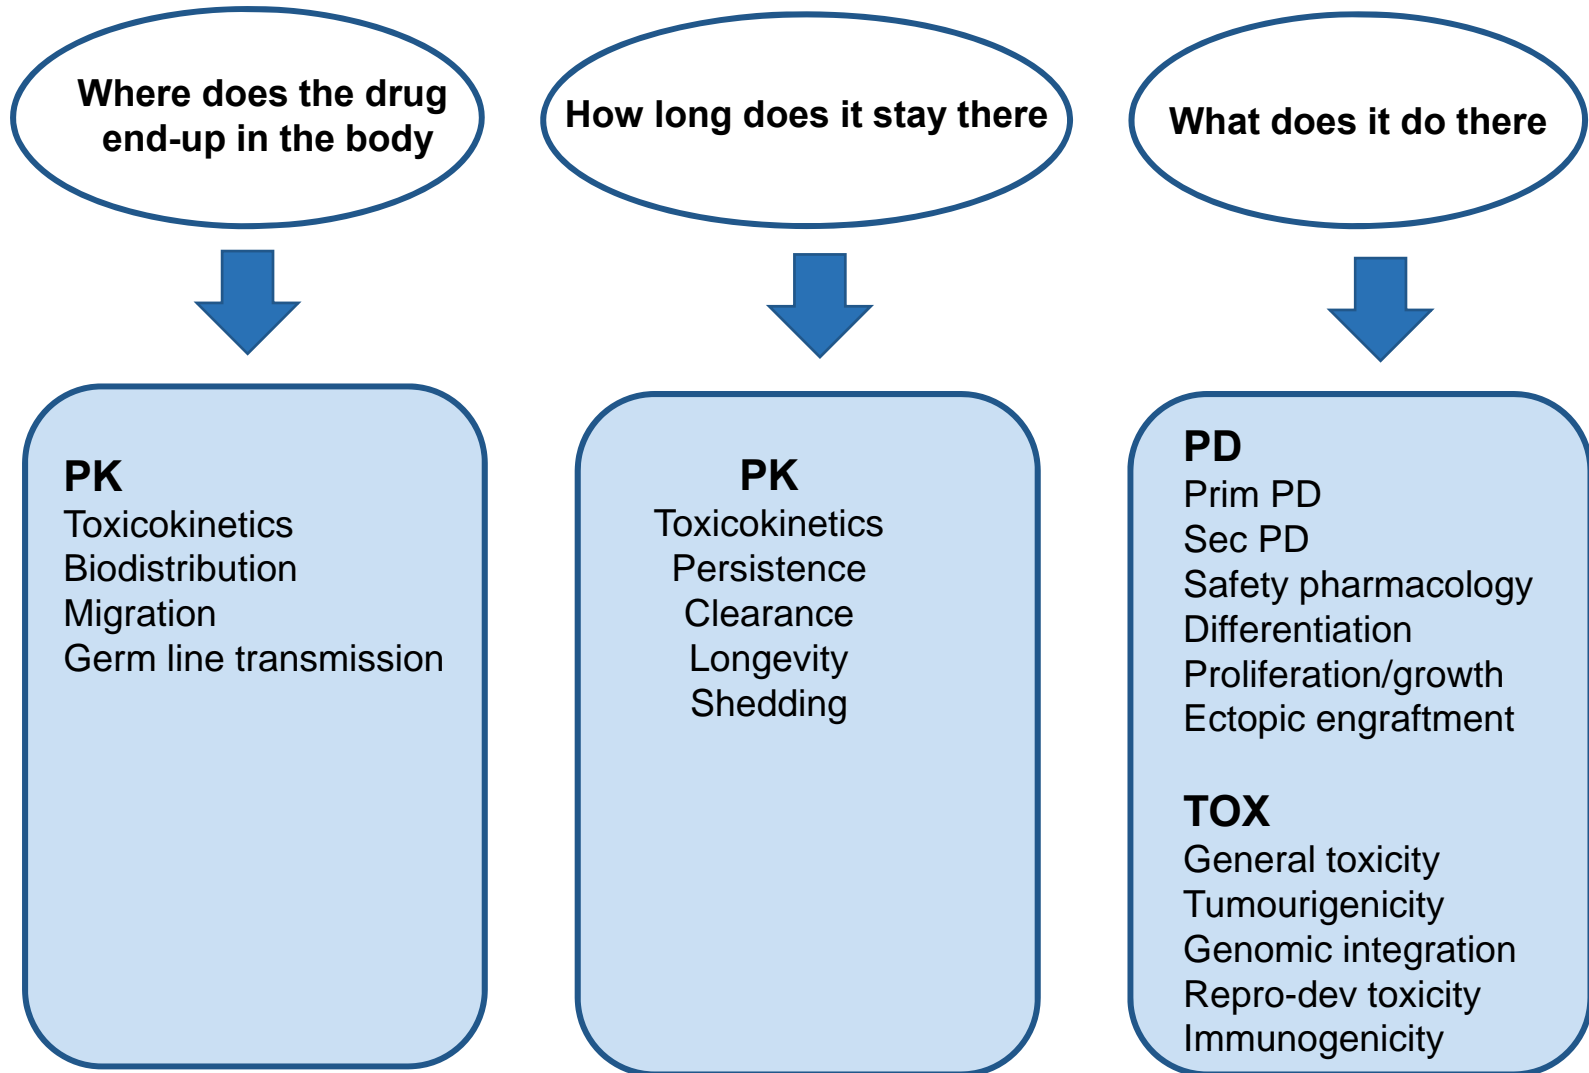 Where does the drug
end-up in the body
How long does it stay there
What does it do there
PK
Toxicokinetics
Biodistribution
Migration
Germ line transmission
PK
Toxicokinetics
Persistence
Clearance
Longevity
Shedding
PD
Prim PD
Sec PD
Safety pharmacology
Differentiation
Proliferation/growth
Ectopic engraftment
TOX
General toxicity
Tumourigenicity
Genomic integration
Repro-dev toxicity
Immunogenicity